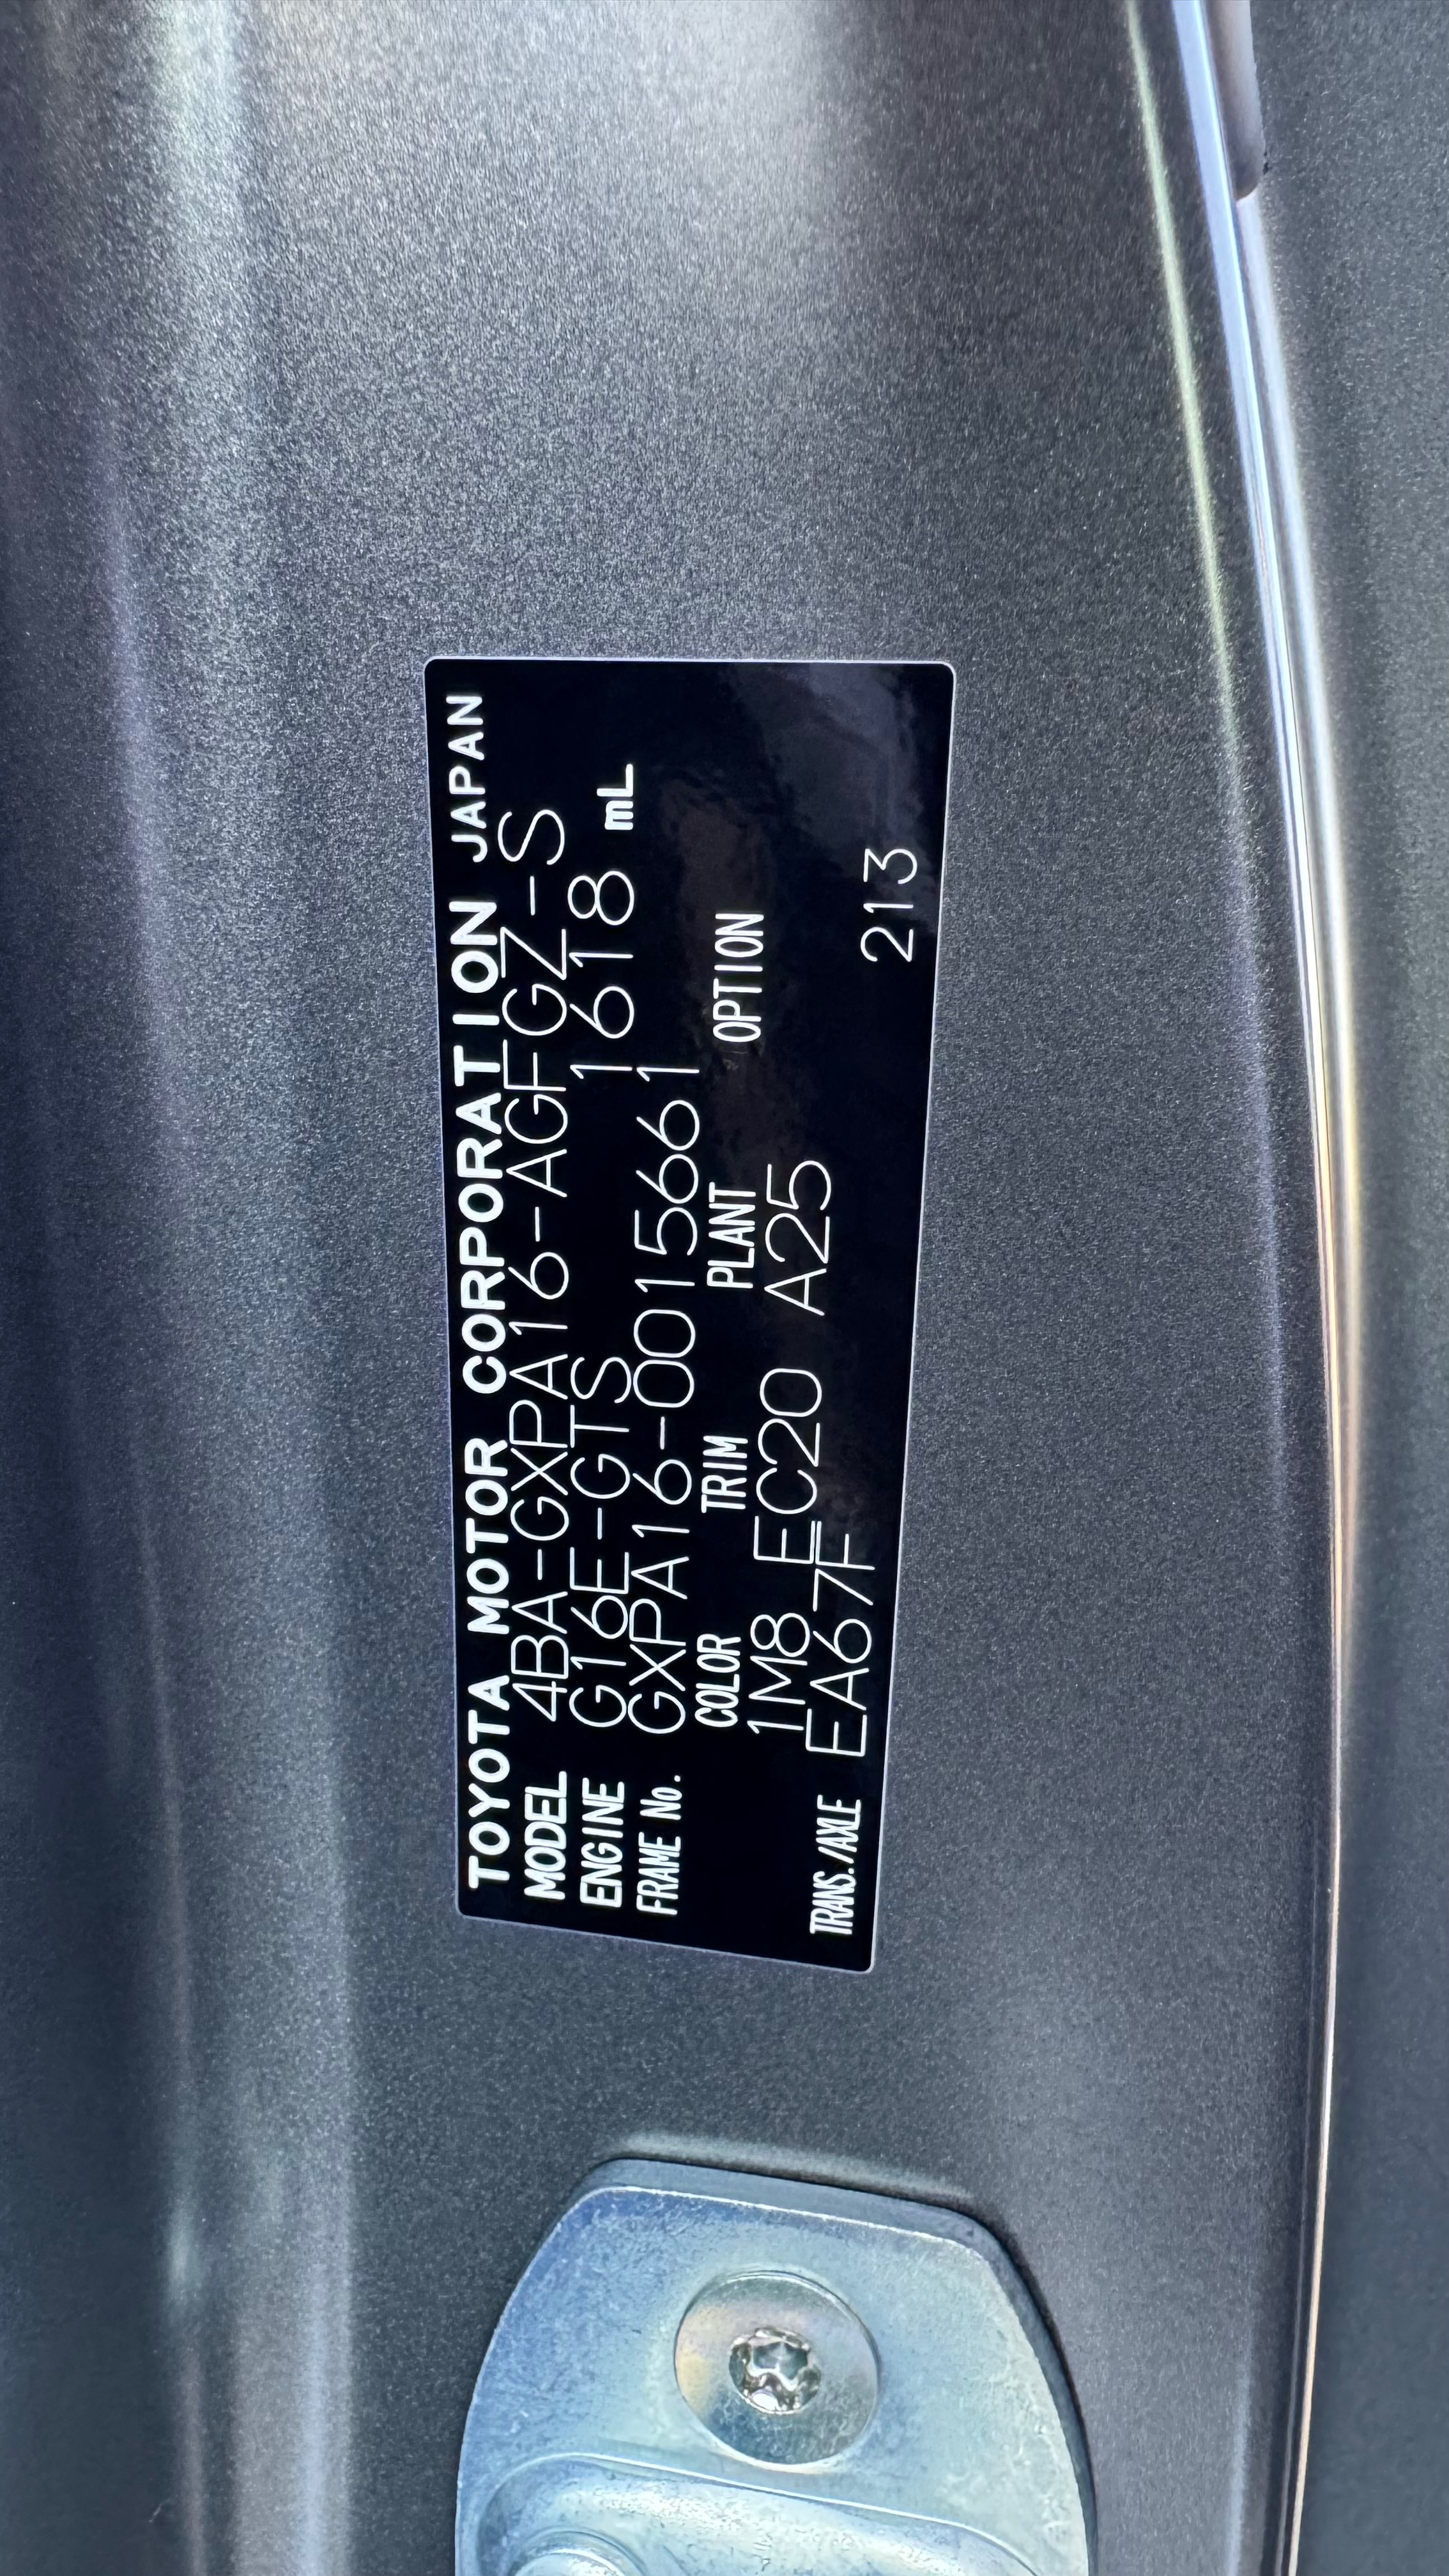 TOYOTA MOTOR CORPORATION JAPAN
MODEL 4BA-GXPA16-AGFGZ-S
ENGINE G16E-GTS 1618 mL
FRAME No. GXPA16-0015661
COLOR TRIM PLANT OPTION
1M8 EC20 A25
TRANS./AXLE EA67F 213